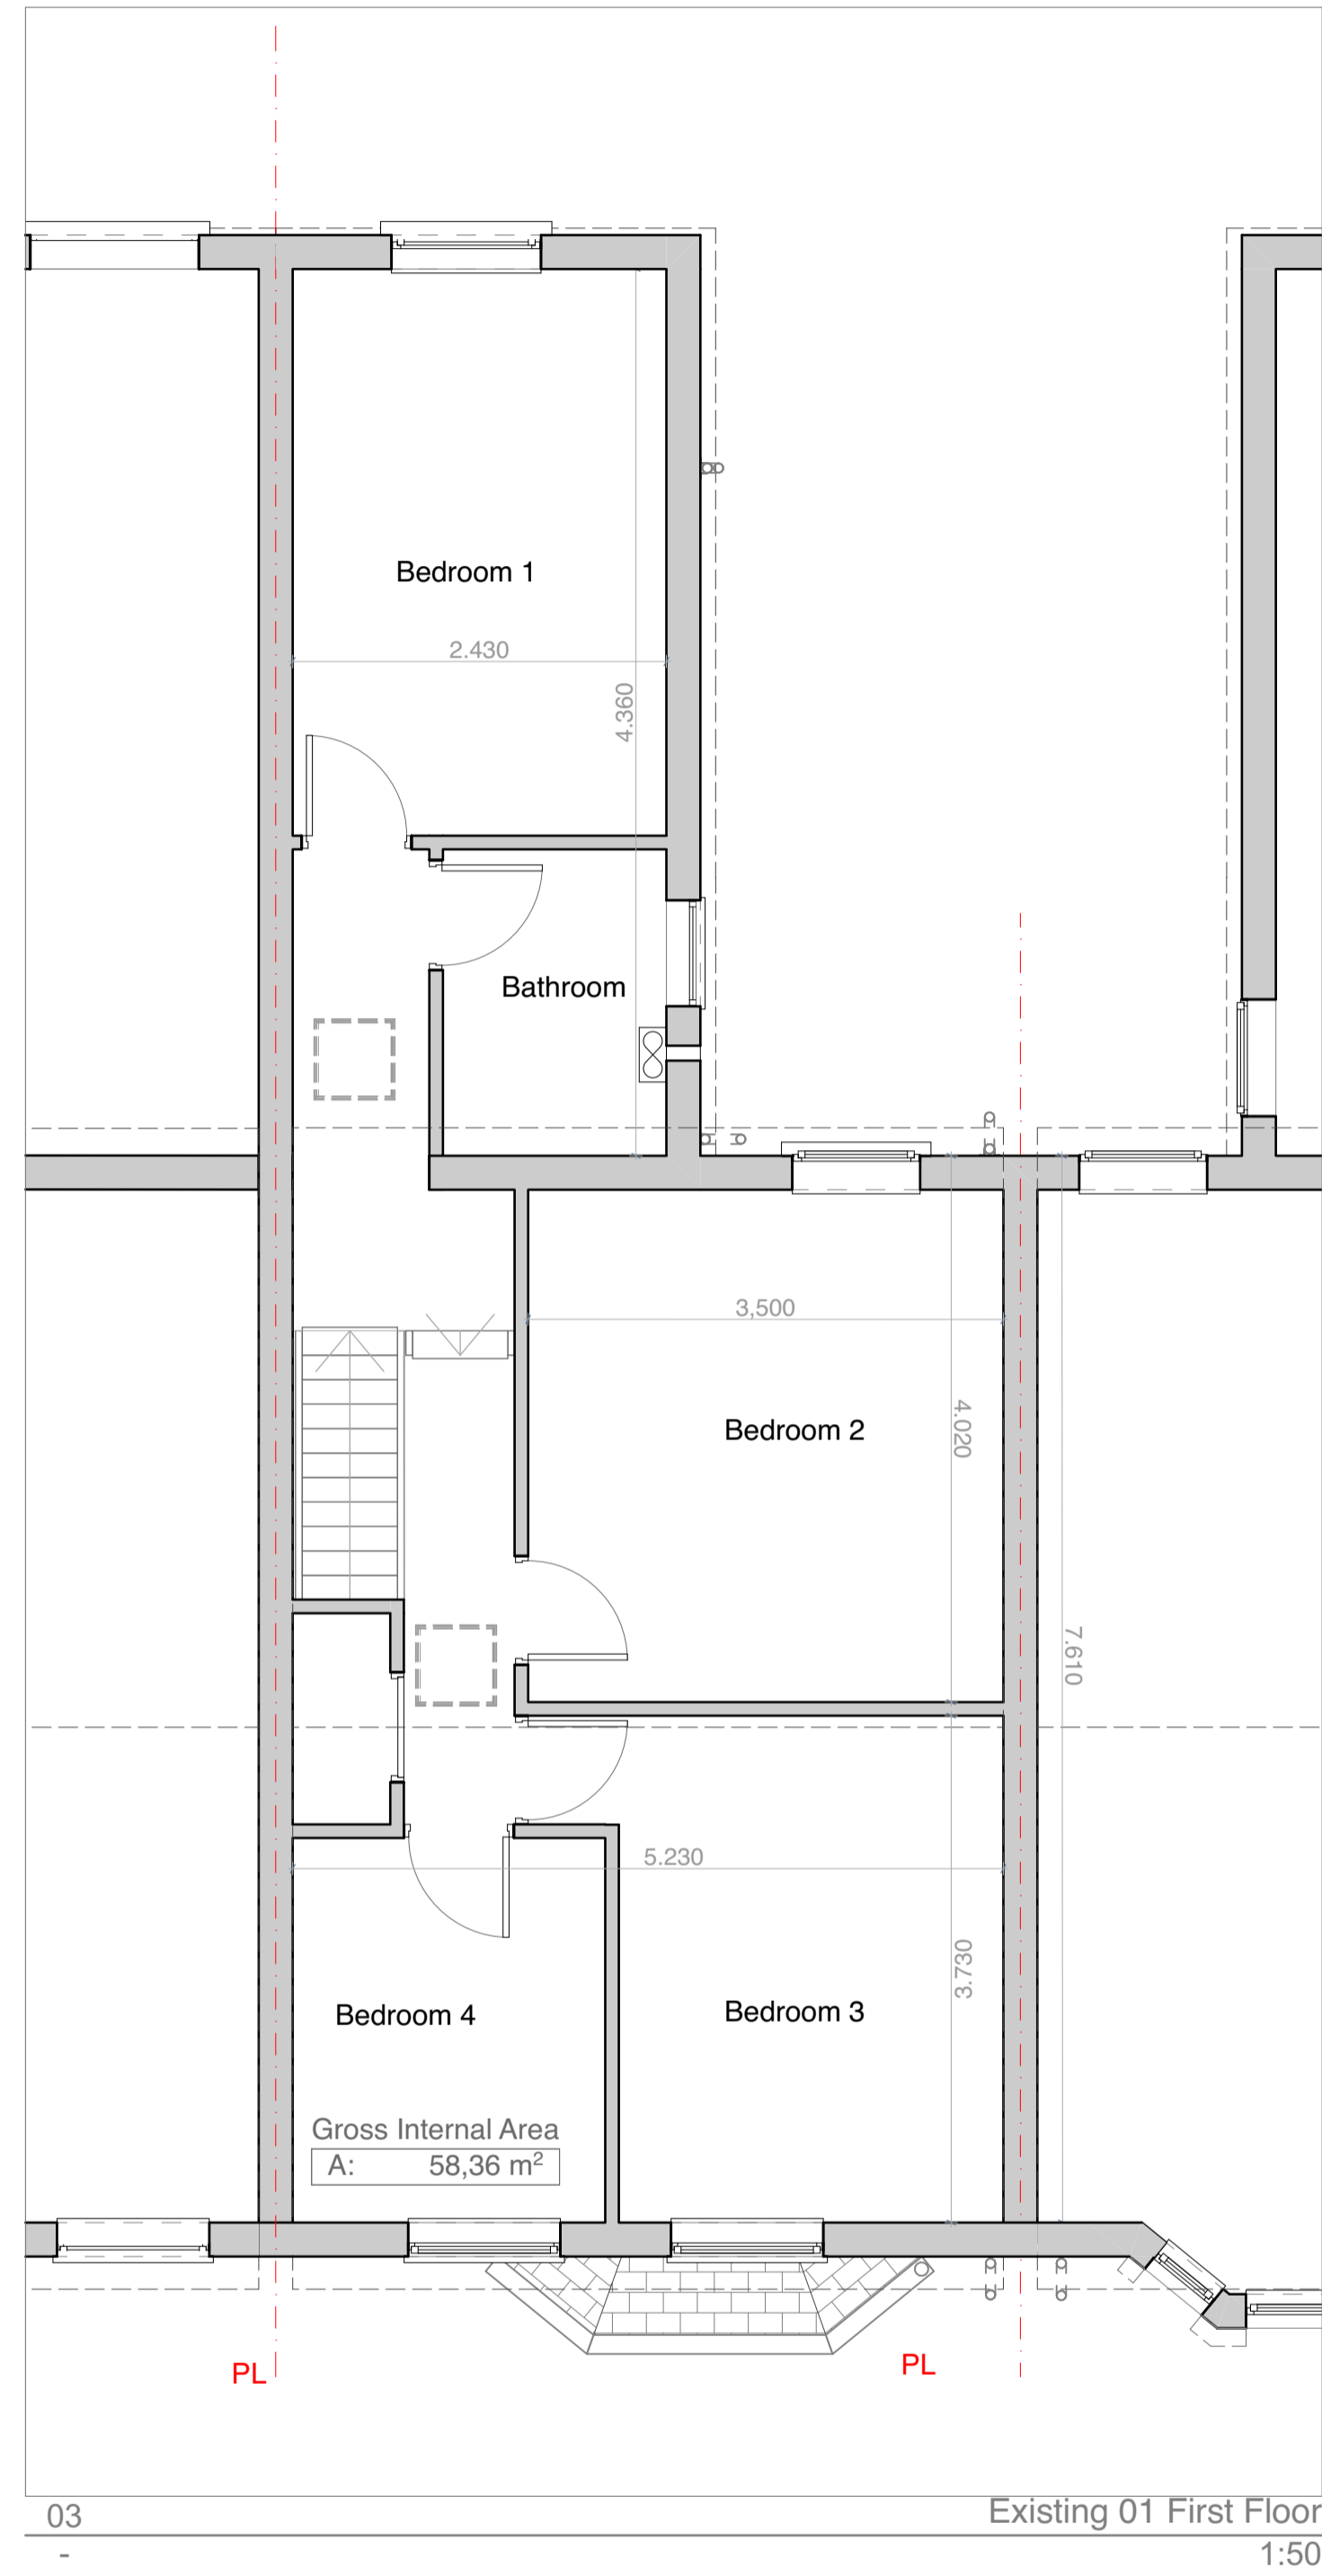 Bedroom 1
2.430
4.360
Bathroom
3,500
4.020
Bedroom 2
7.610
5.230
3.730
Bedroom 4
Bedroom 3
Gross Internal Area
A: 58,36 m²
PL
PL
03
Existing 01 First Floor
-
1:50